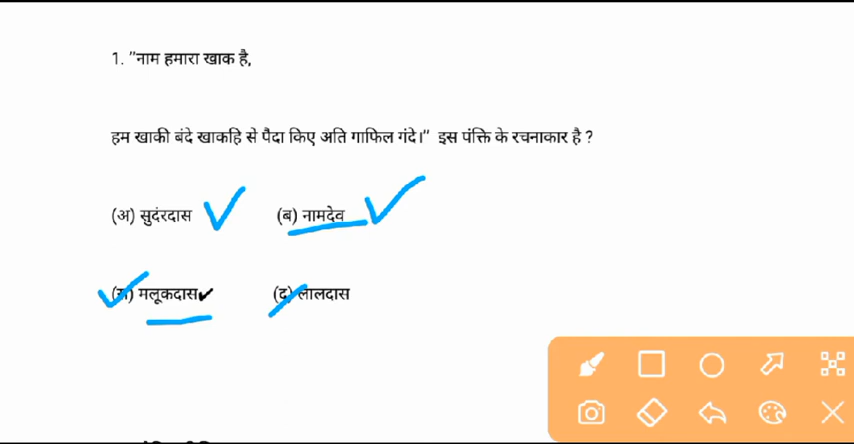 1. "नाम हमारा खाक है,
हम खाकी बंदे खाकहि से पैदा किए अति गाफिल गंदे।" इस पंक्ति के रचनाकार है ?
(अ) सुदंरदास (ब) नामदेव
(स) मलूकदास✔ (द) लालदास